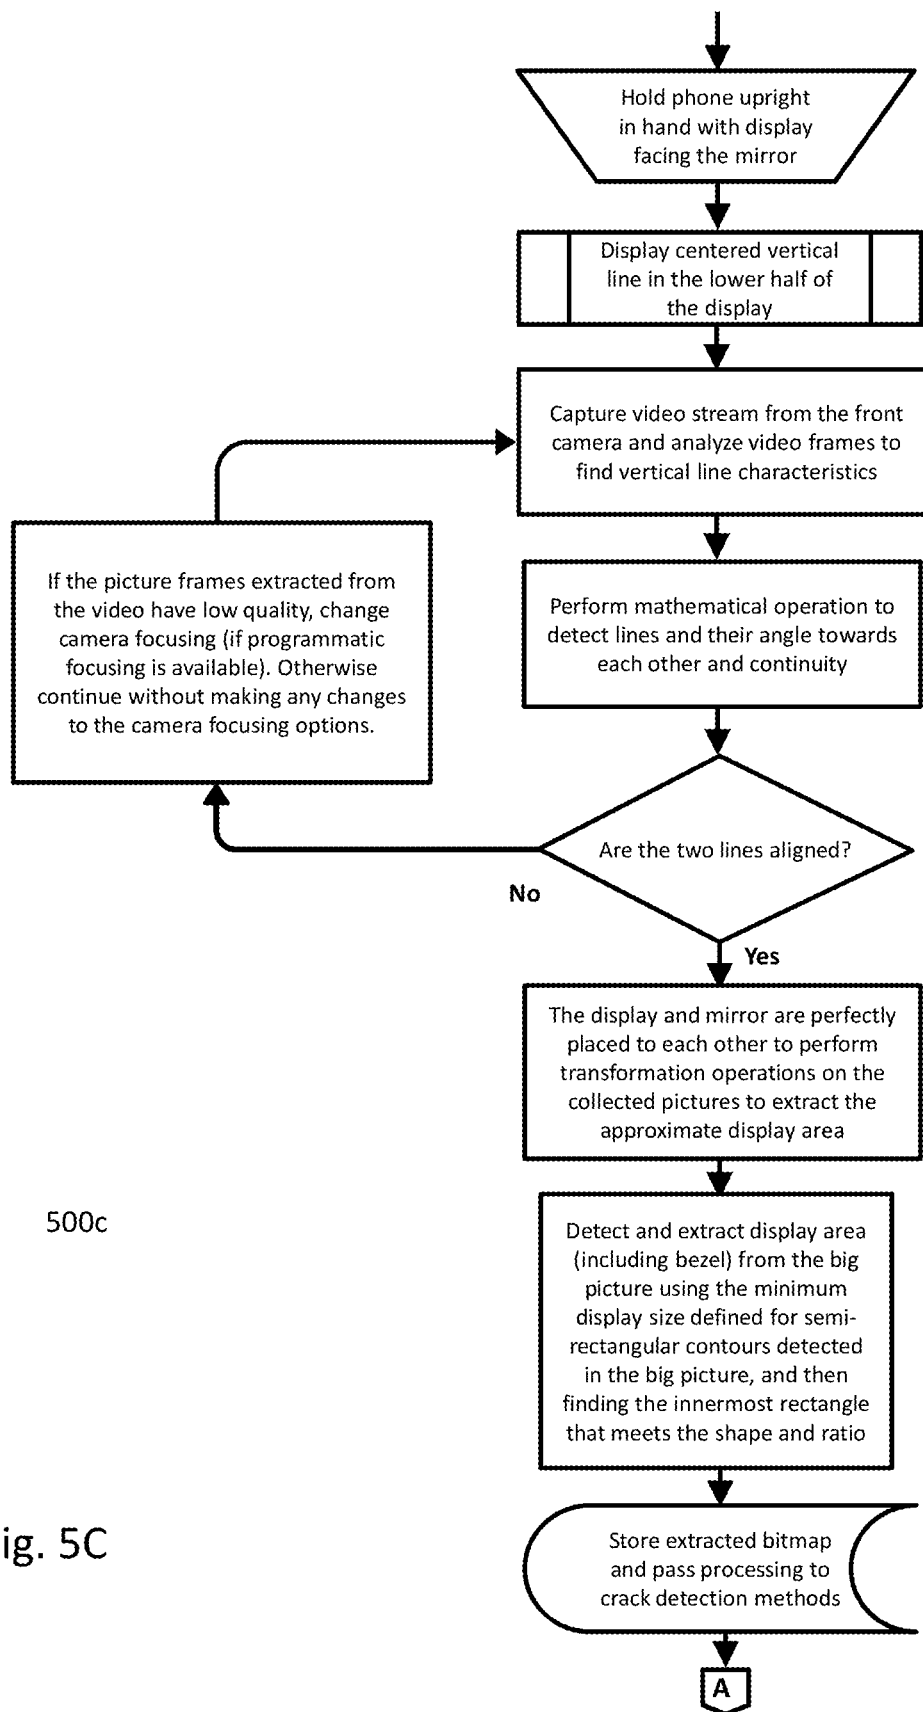 Hold phone upright
in hand with display
facing the mirror
Display centered vertical
line in the lower half of
the display
Capture video stream from the front
camera and analyze video frames to
find vertical line characteristics
If the picture frames extracted from
the video have low quality, change
camera focusing (if programmatic
focusing is available). Otherwise
continue without making any changes
to the camera focusing options.
Perform mathematical operation to
detect lines and their angle towards
each other and continuity
Are the two lines aligned?
No
Yes
The display and mirror are perfectly
placed to each other to perform
transformation operations on the
collected pictures to extract the
approximate display area
500c
Detect and extract display area
(including bezel) from the big
picture using the minimum
display size defined for semi-
rectangular contours detected
in the big picture, and then
finding the innermost rectangle
that meets the shape and ratio
ig. 5C
Store extracted bitmap
and pass processing to
crack detection methods
A